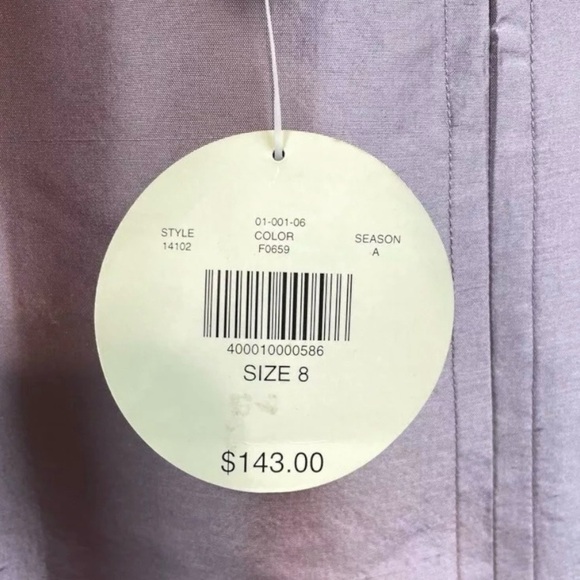 01-001-06
STYLE COLOR SEASON
14102 F0659 A
400010000586
SIZE 8
$143.00